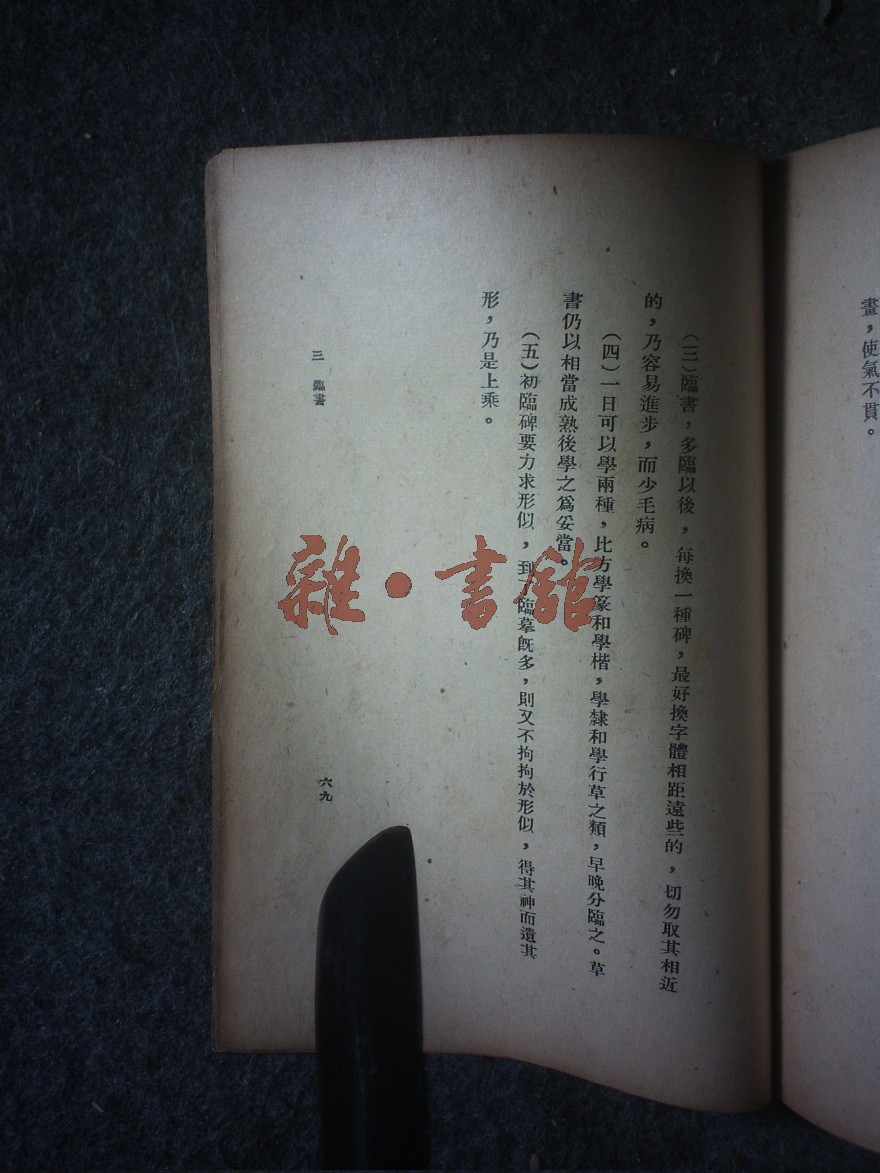 畫，使氣不貫。
（三）臨書，多臨以後，每換一種碑，最好換字體相距遠些的，切勿取其相近
的，乃容易進步，而少毛病。
（四）一日可以學兩種，比方學篆和學楷，學隸和學行草之類，早晚分臨之。草
書仍以相當成熟後學之爲妥當。
（五）初臨碑要力求形似，到臨摹旣多，則又不拘拘於形似，得其神而遺其
形，乃是上乘。
三 臨書
六九
雜·書館